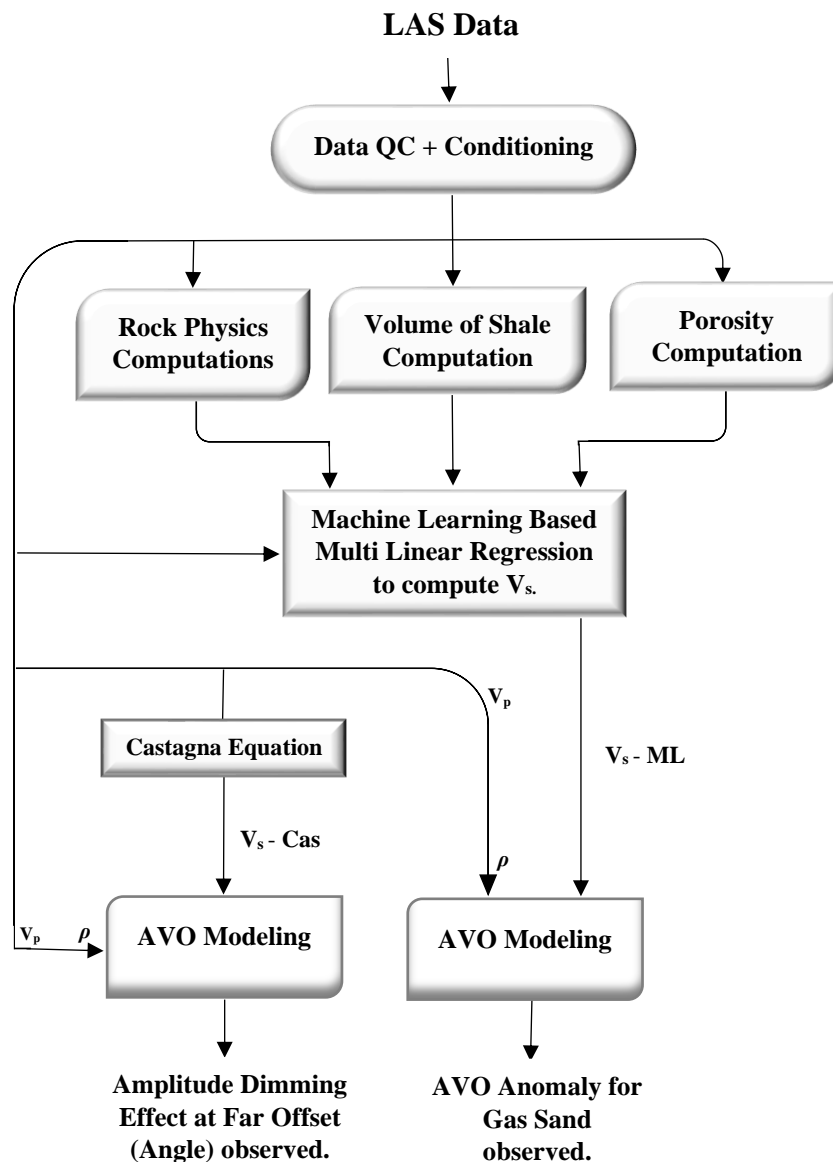 LAS Data
Data QC + Conditioning
Rock Physics
Computations
Volume of Shale
Computation
Porosity
Computation
Machine Learning Based
Multi Linear Regression
to compute Vs.
Vp
Castagna Equation
Vs - ML
Vs - Cas
ρ
AVO Modeling
Vp ρ
AVO Modeling
Amplitude Dimming
Effect at Far Offset
(Angle) observed.
AVO Anomaly for
Gas Sand
observed.